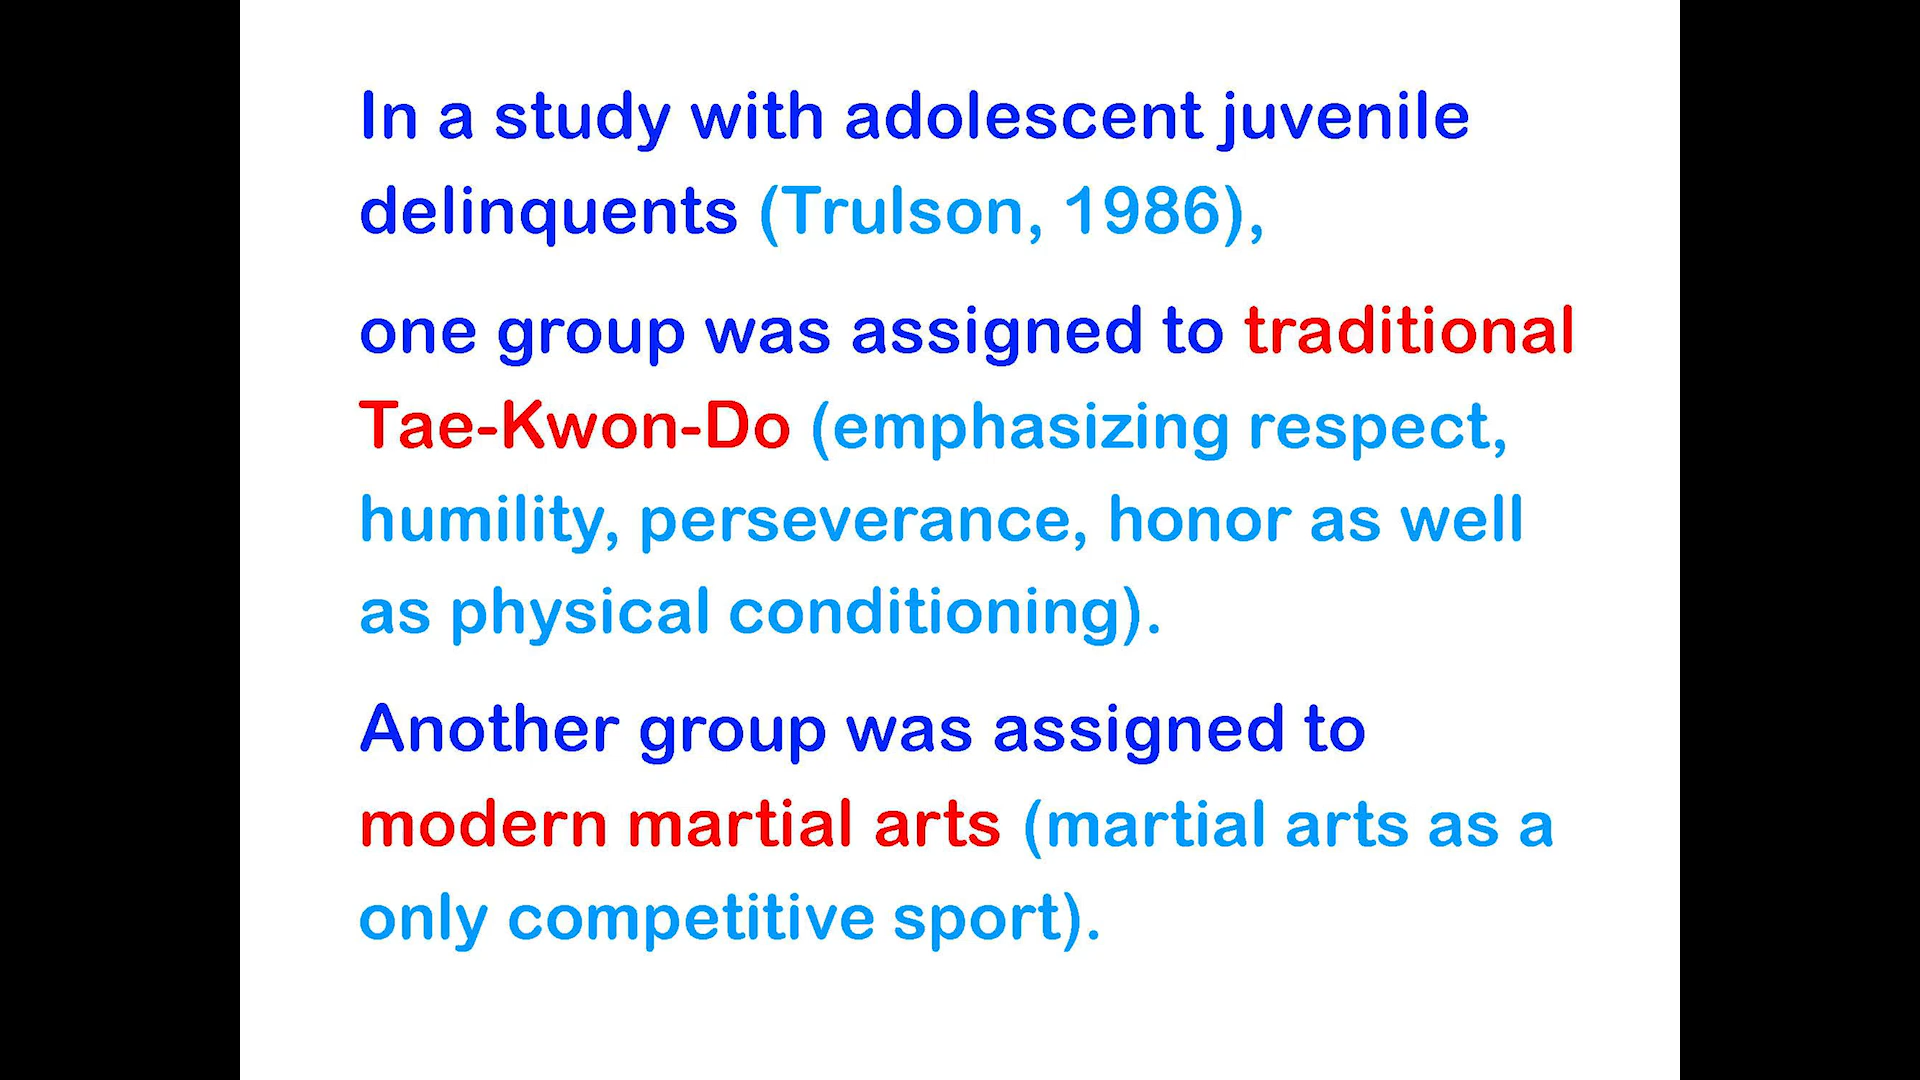 In a study with adolescent juvenile
delinquents (Trulson, 1986),
one group was assigned to traditional
Tae-Kwon-Do (emphasizing respect,
humility, perseverance, honor as well
as physical conditioning).
Another group was assigned to
modern martial arts (martial arts as a
only competitive sport).